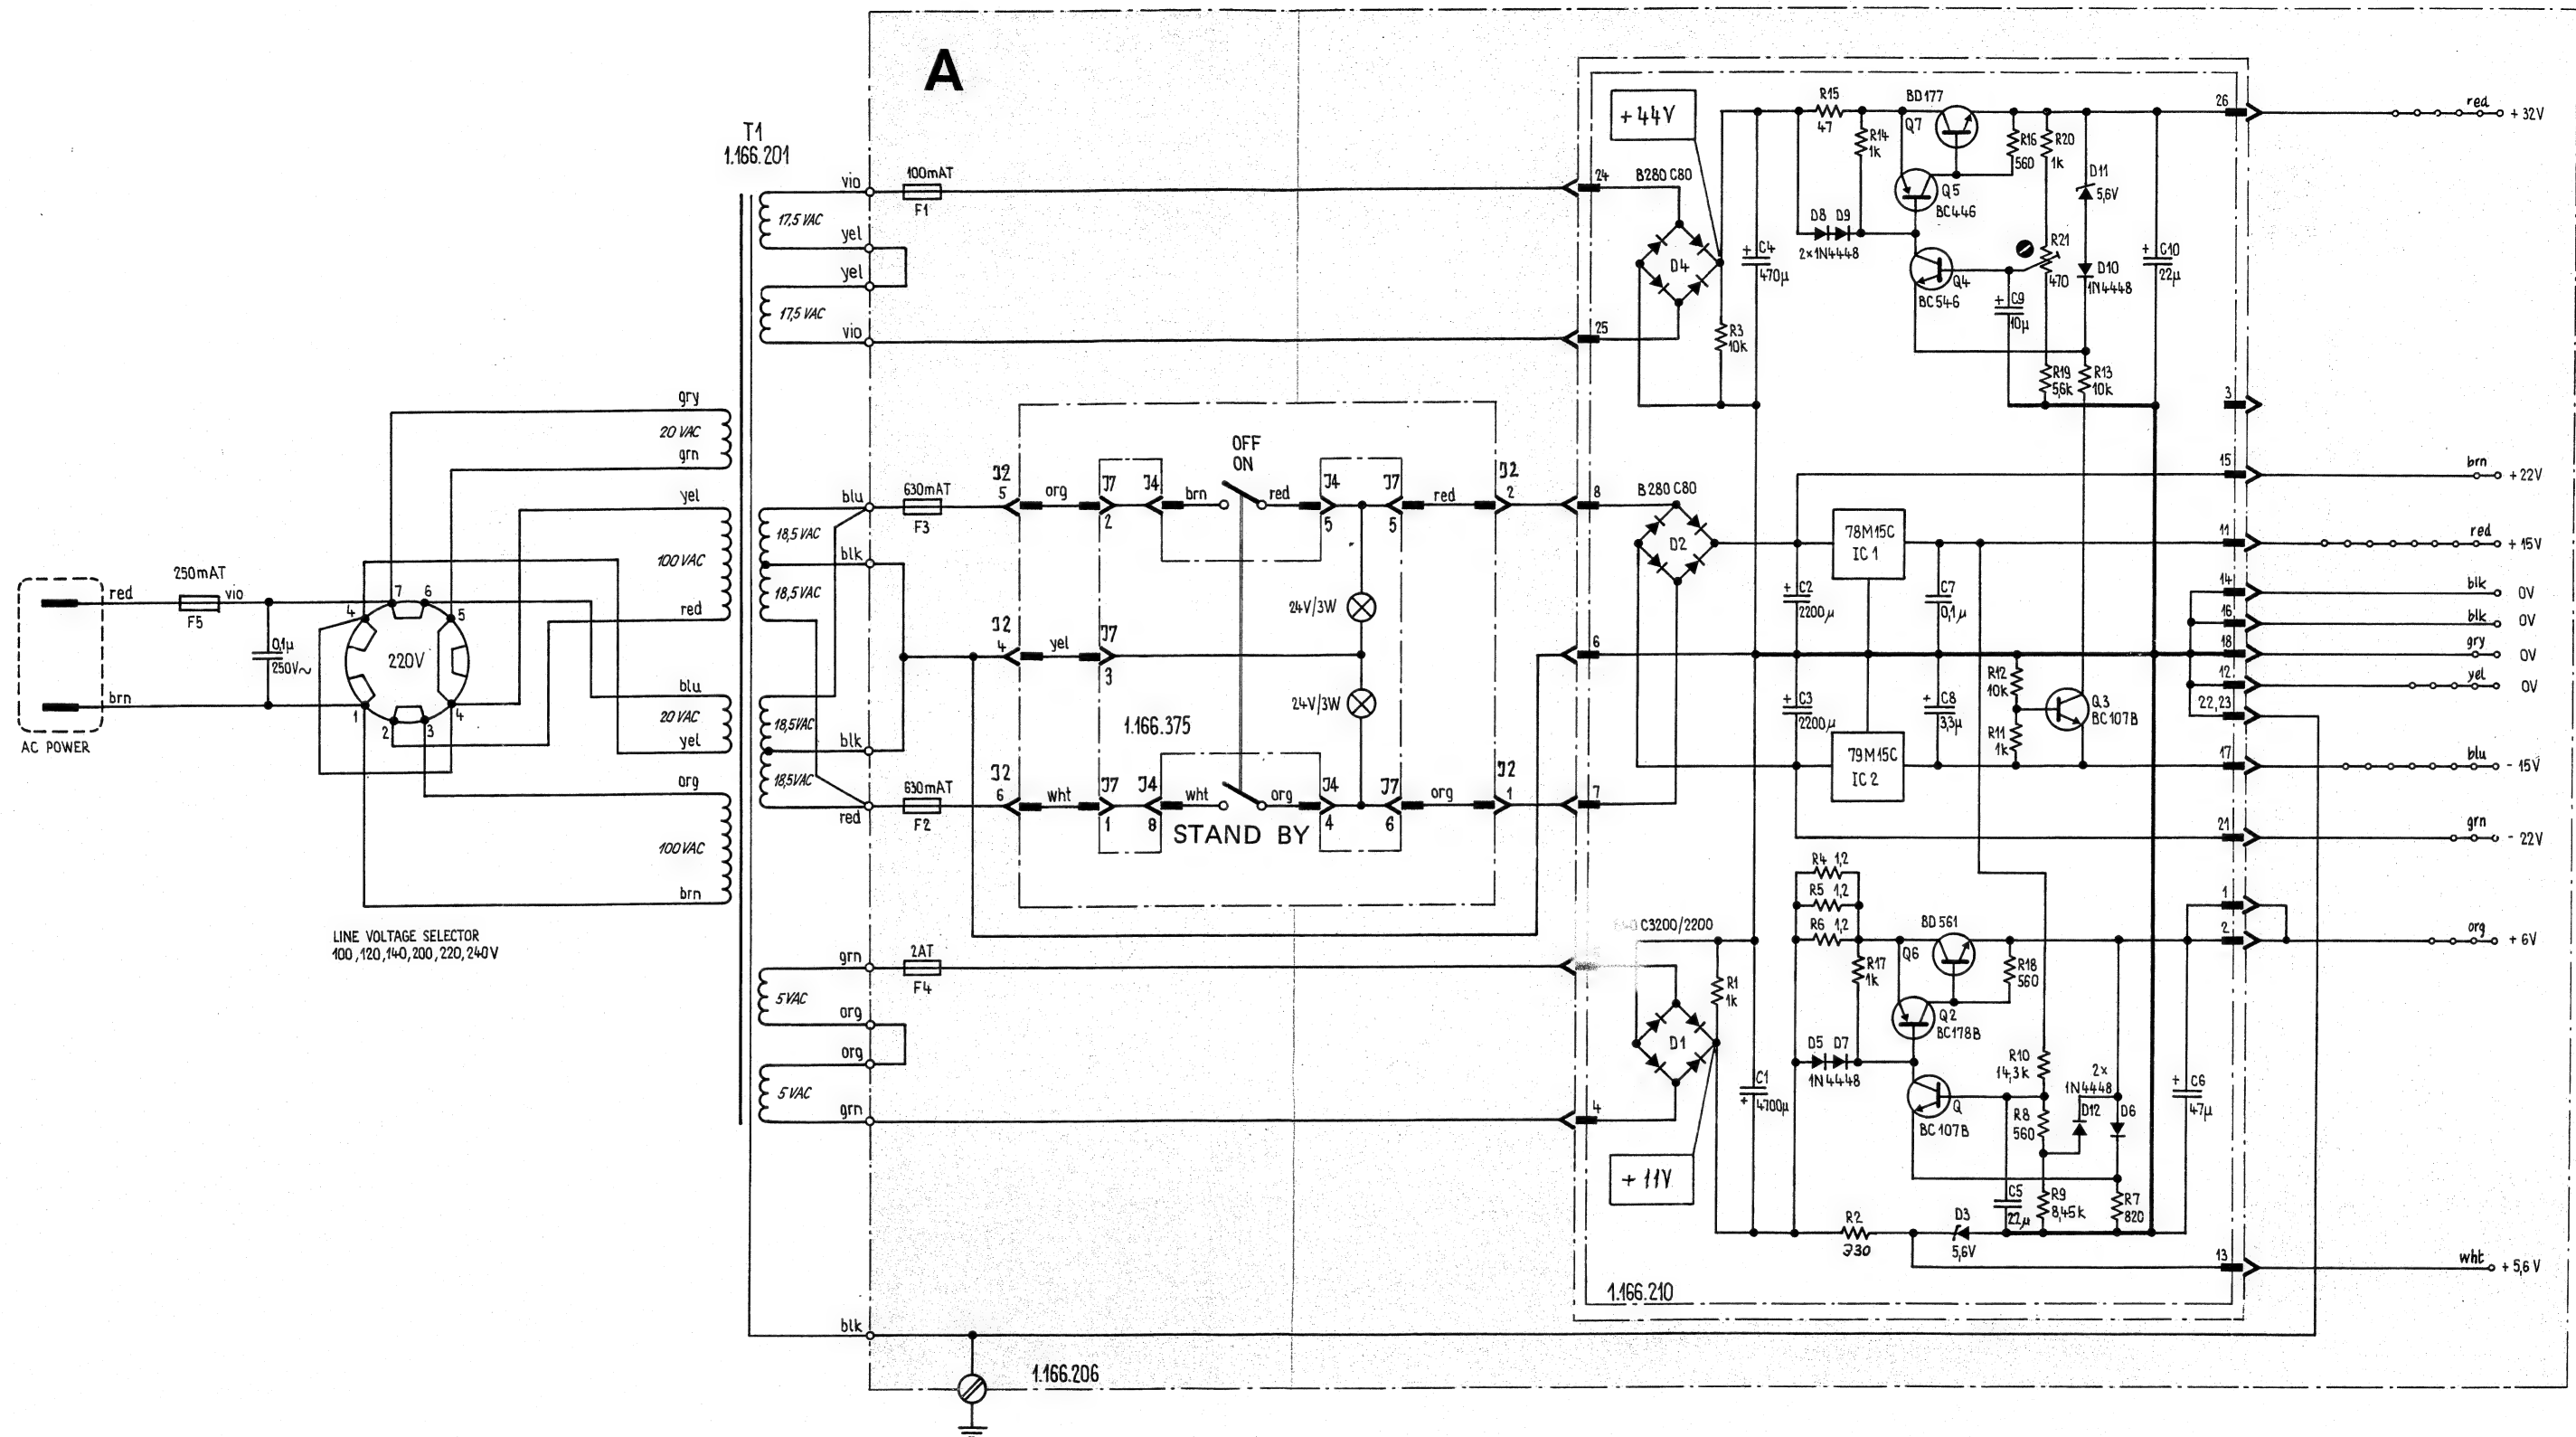 A
T1
1.166.201
vio
100mAT
F1
17,5 VAC
yel
yel
17,5 VAC
vio
gry
20 VAC
grn
yel
100 VAC
red
blu
20 VAC
yel
org
100 VAC
brn
AC POWER
red
250mAT
F5
vio
0,1µ
250V~
brn
220V
4
7
6
5
1
2
3
4
LINE VOLTAGE SELECTOR
100, 120, 140, 200, 220, 240V
blu
630mAT
F3
18,5 VAC
blk
18,5 VAC
18,5VAC
blk
18,5VAC
red
630mAT
F2
grn
2AT
F4
5 VAC
org
org
5 VAC
grn
blk
1.166.206
OFF
ON
J2
5
org
J7
2
J4
brn
red
J4
5
J7
5
red
J2
2
24V/3W
J2
4
yel
J7
3
24V/3W
1.166.375
J2
6
wht
J7
1
J4
8
wht
org
J4
4
J7
6
org
J2
1
STAND BY
+44V
24
B280 C80
D4
25
R3
10k
C4
470µ
R15
47
R14
1k
BD177
Q7
Q5
BC446
D8 D9
2x1N4448
Q4
BC546
R16
560
R20
1k
D11
5,6V
R21
470
D10
1N4448
C9
10µ
C10
22µ
R19
5,6k
R13
10k
26
red
+32V
3
8
B280 C80
D2
6
7
78M15C
IC 1
C2
2200µ
C7
0,1µ
C3
2200µ
C8
3,3µ
79M15C
IC 2
R12
10k
R11
1k
Q3
BC107B
15
brn
+22V
11
red
+15V
14
blk
0V
16
blk
0V
18
gry
0V
12
yel
0V
22,23
17
blu
-15V
21
grn
-22V
C3200/2200
D1
4
R1
1k
C1
4700µ
+11V
R4 1,2
R5 1,2
R6 1,2
R17
1k
BD561
Q6
Q2
BC178B
R18
560
D5 D7
1N4448
Q
BC107B
R10
14,3k
R8
560
2x
1N4448
D12
D6
C6
47µ
C5
22µ
R9
8,45k
R7
820
R2
330
D3
5,6V
1
2
org
+6V
13
wht
+5,6V
1.166.210